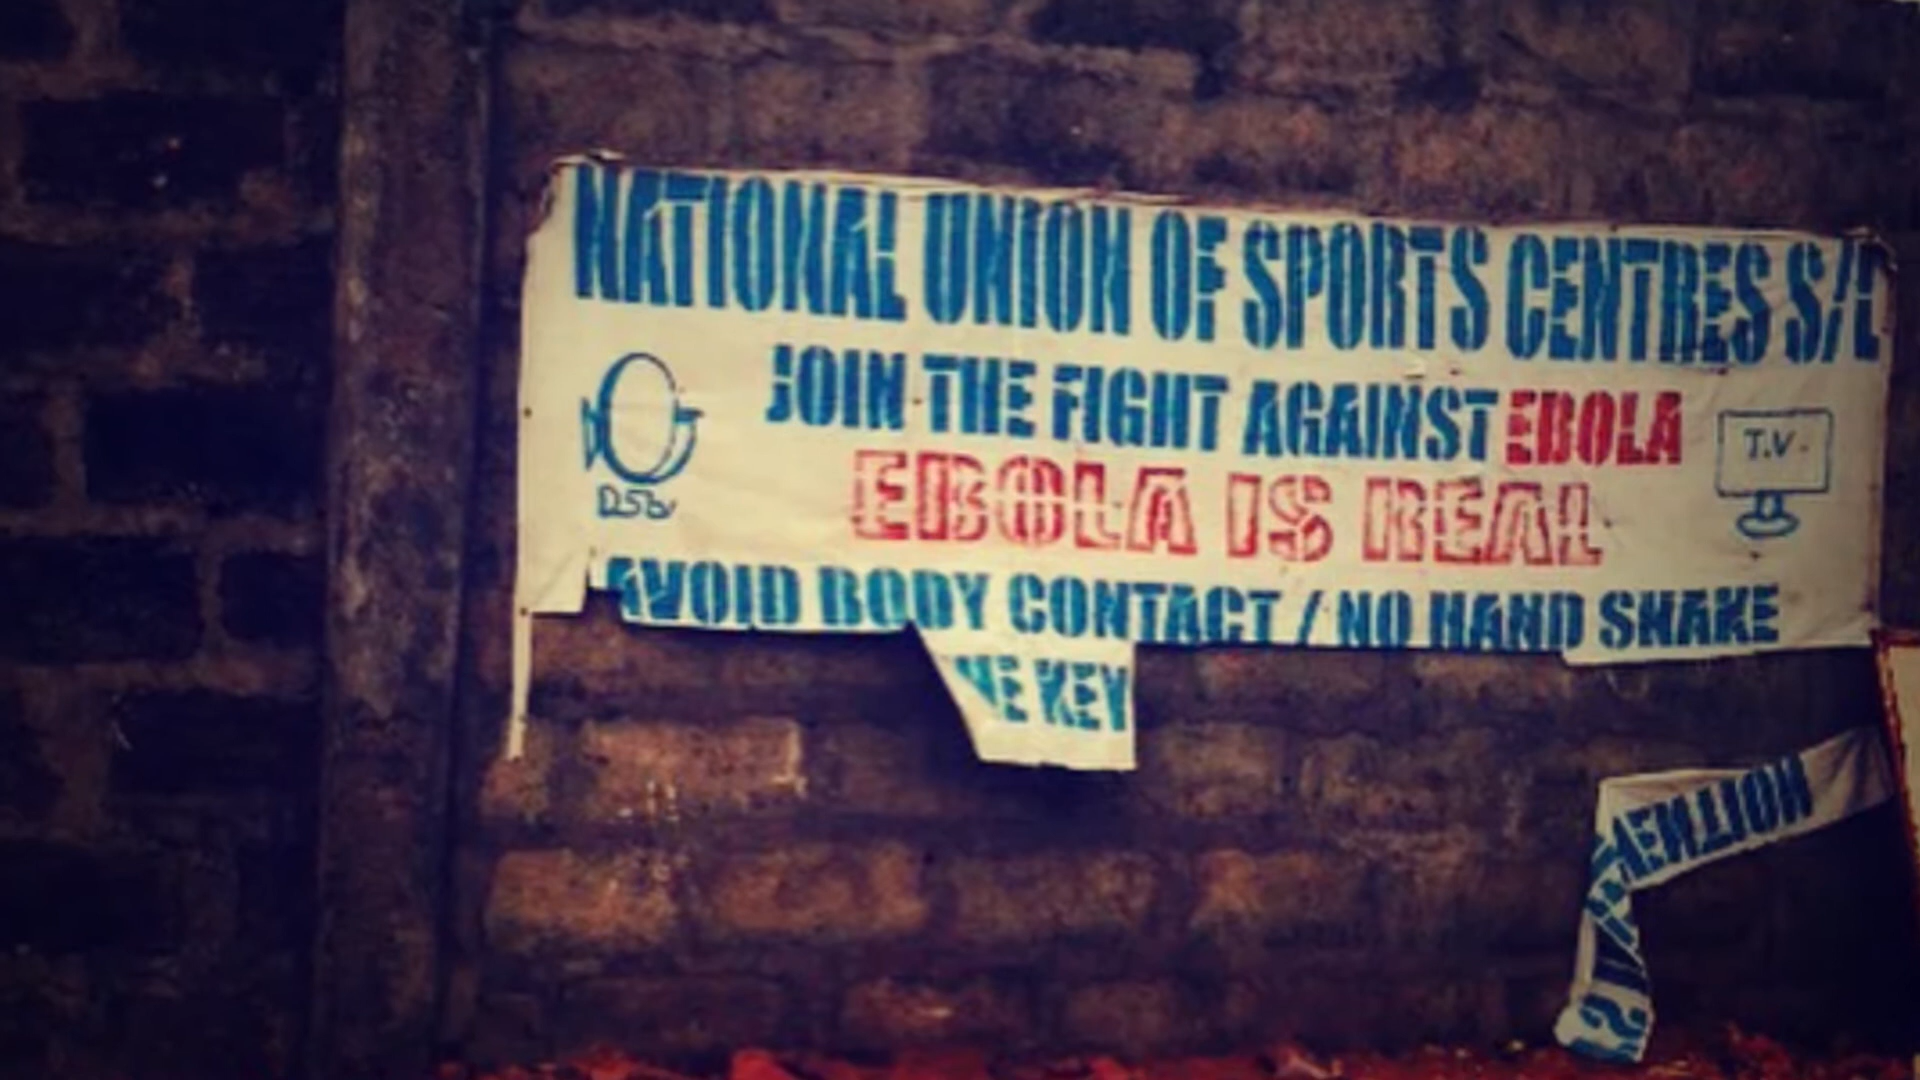 NATIONAL UNION OF SPORTS CENTRES S/L
JOIN THE FIGHT AGAINST EBOLA
EBOLA IS REAL
DStv
T.V.
AVOID BODY CONTACT / NO HAND SHAKE
KEY